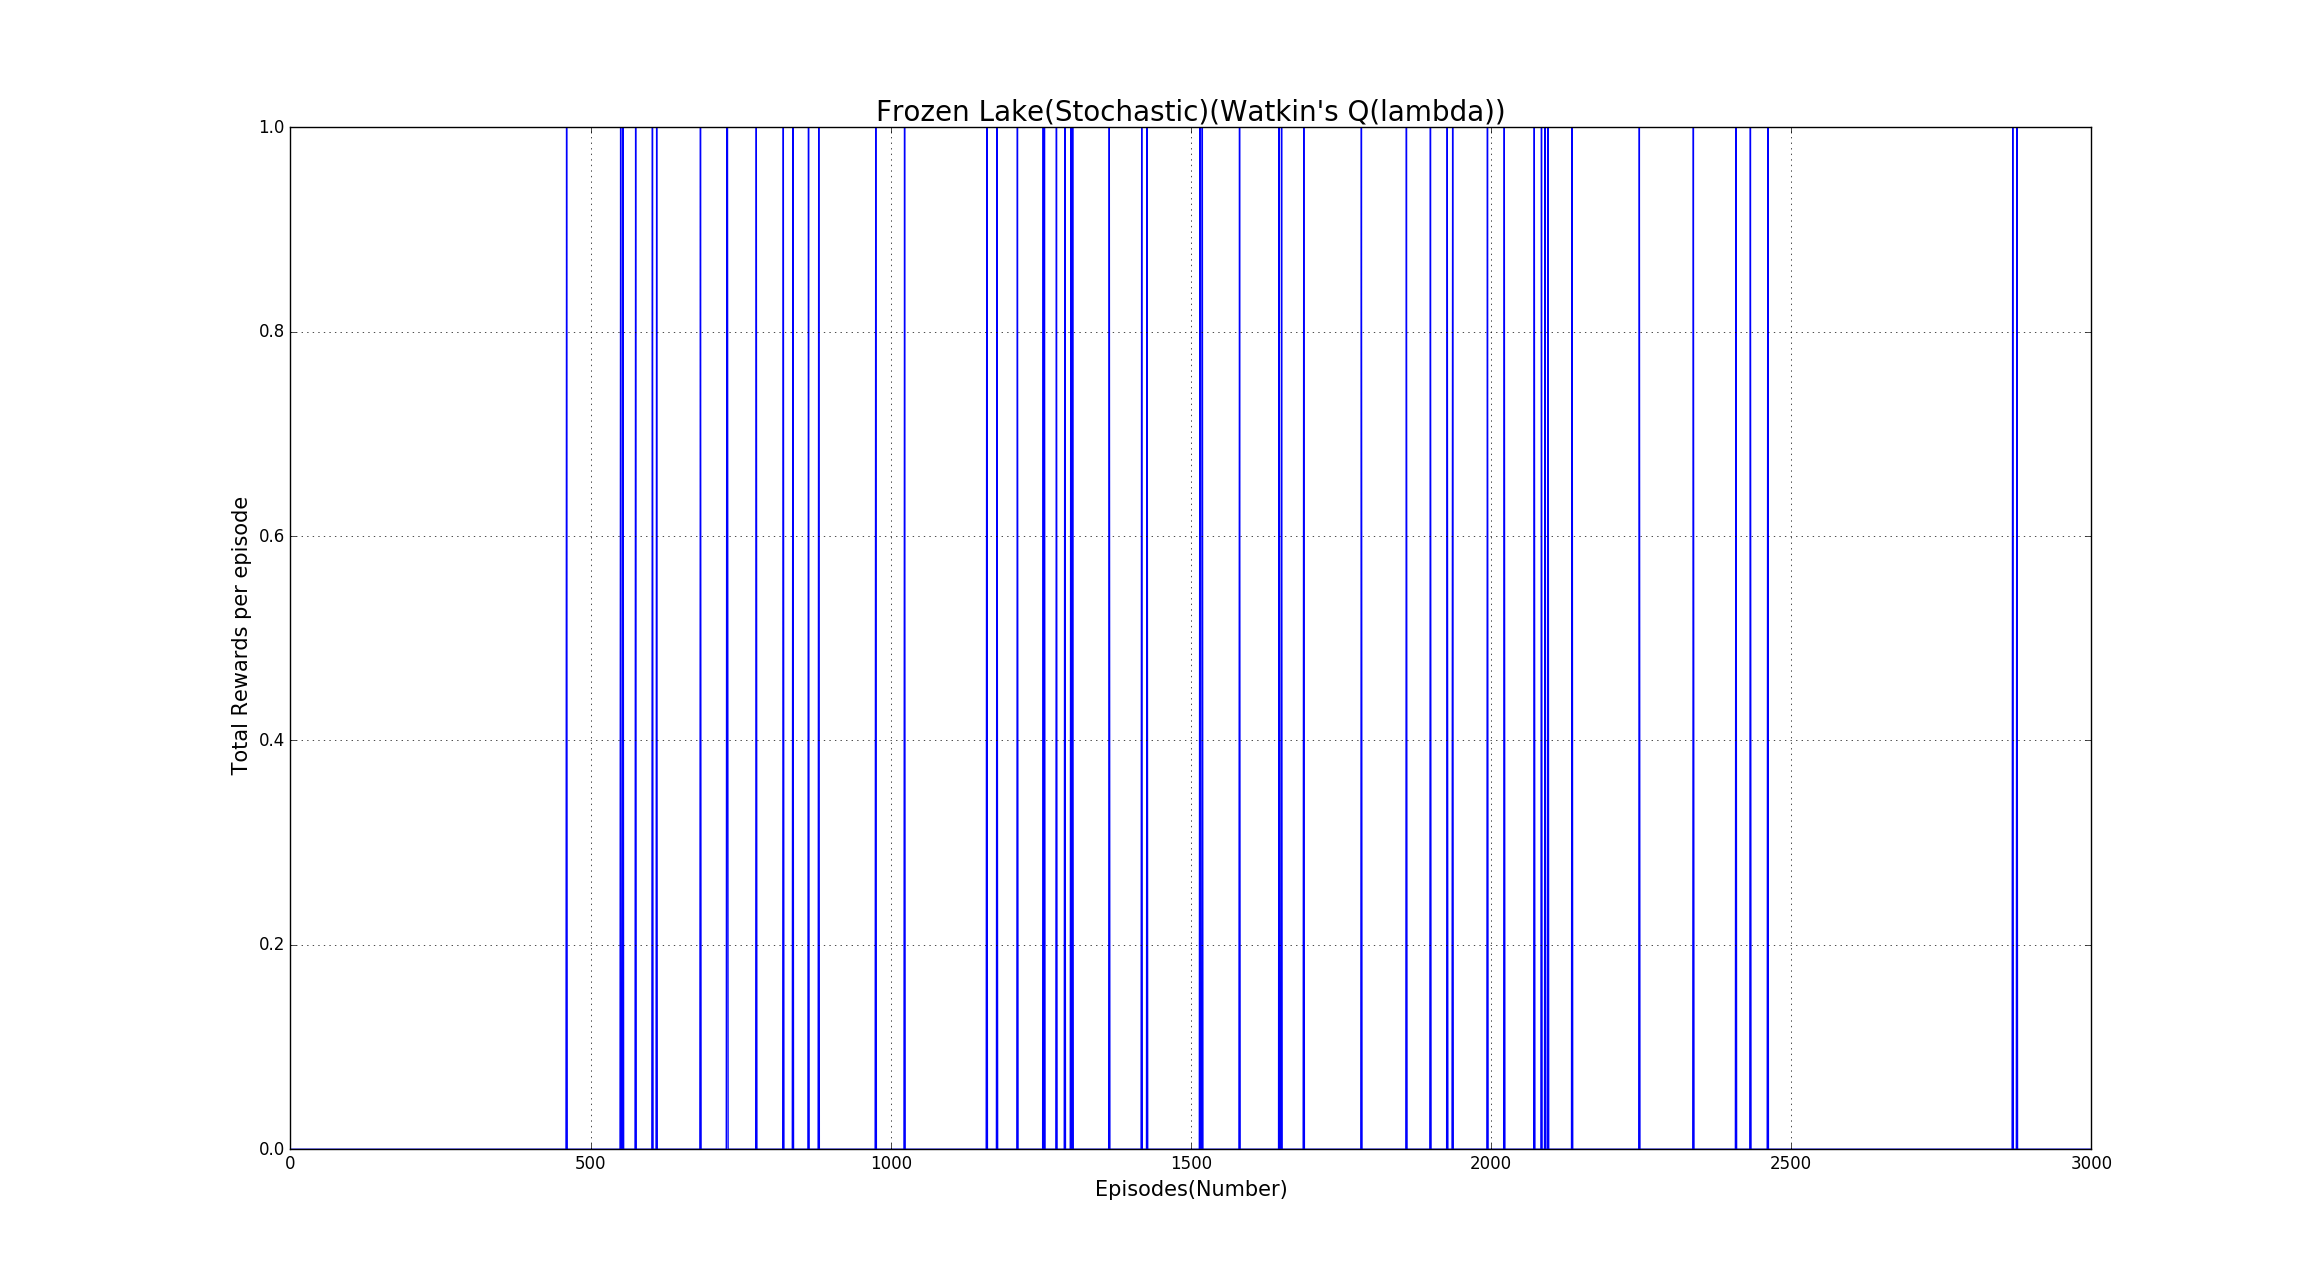 Frozen Lake(Stochastic)(Watkin's Q(lambda))
1.0
0.8
0.6
0.4
0.2
0.0
Total Rewards per episode
0 500 1000 1500 2000 2500 3000
Episodes(Number)